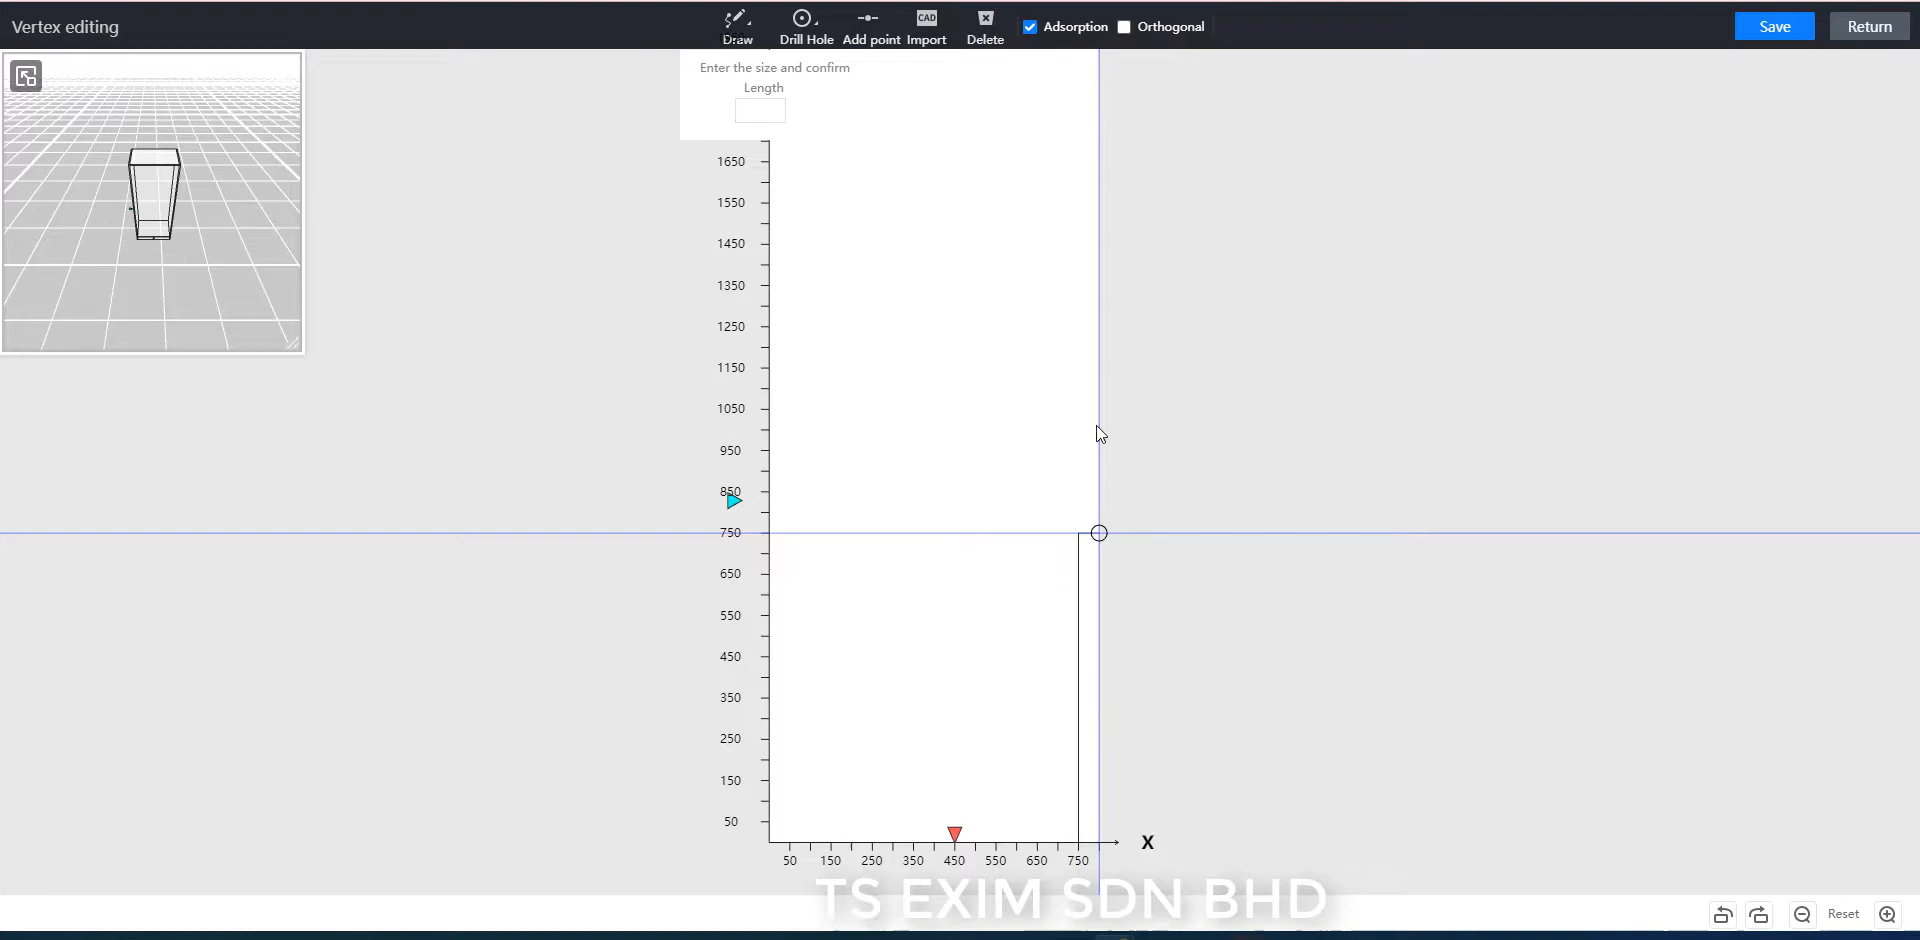 Vertex editing
Draw
Drill Hole
Add point
CAD
Import
Delete
Adsorption
Orthogonal
Save
Return
Enter the size and confirm
Length
1650
1550
1450
1350
1250
1150
1050
950
850
750
650
550
450
350
250
150
50
50 150 250 350 450 550 650 750
X
TS EXIM SDN BHD
Reset